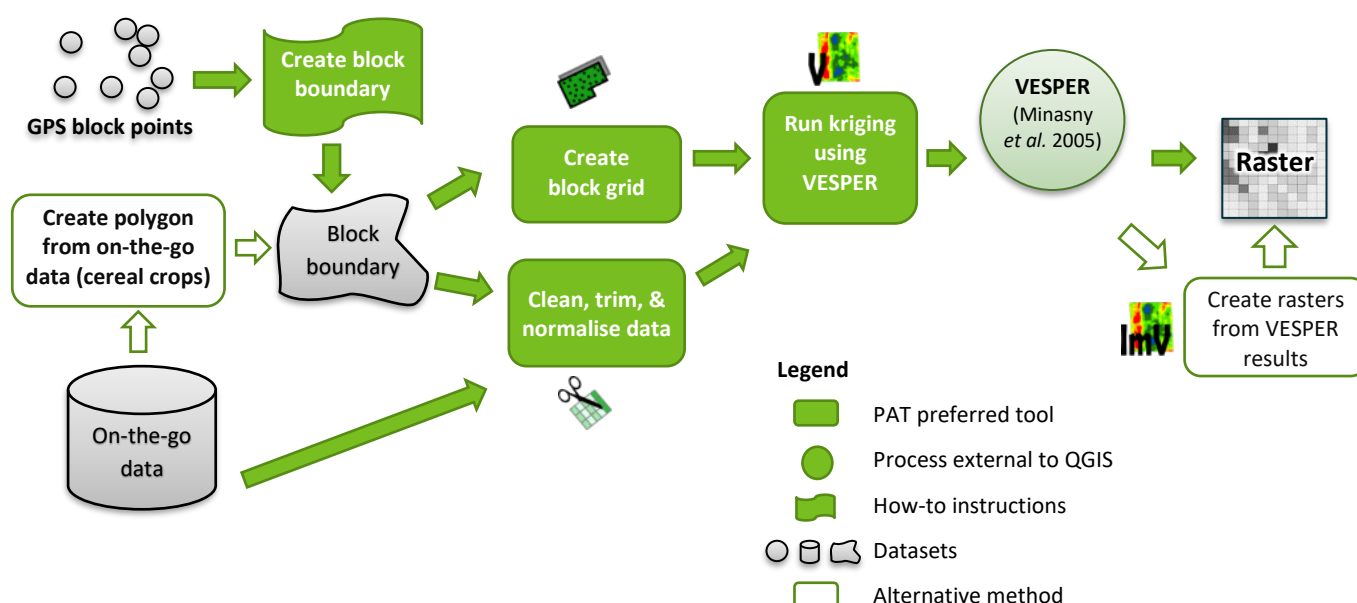 GPS block points
Create block
boundary
Create polygon
from on-the-go
data (cereal crops)
Block
boundary
On-the-go
data
Create
block grid
Clean, trim, &
normalise data
V
Run kriging
using
VESPER
VESPER
(Minasny
et al. 2005)
Raster
ImV
Create rasters
from VESPER
results
Legend
PAT preferred tool
Process external to QGIS
How-to instructions
Datasets
Alternative method